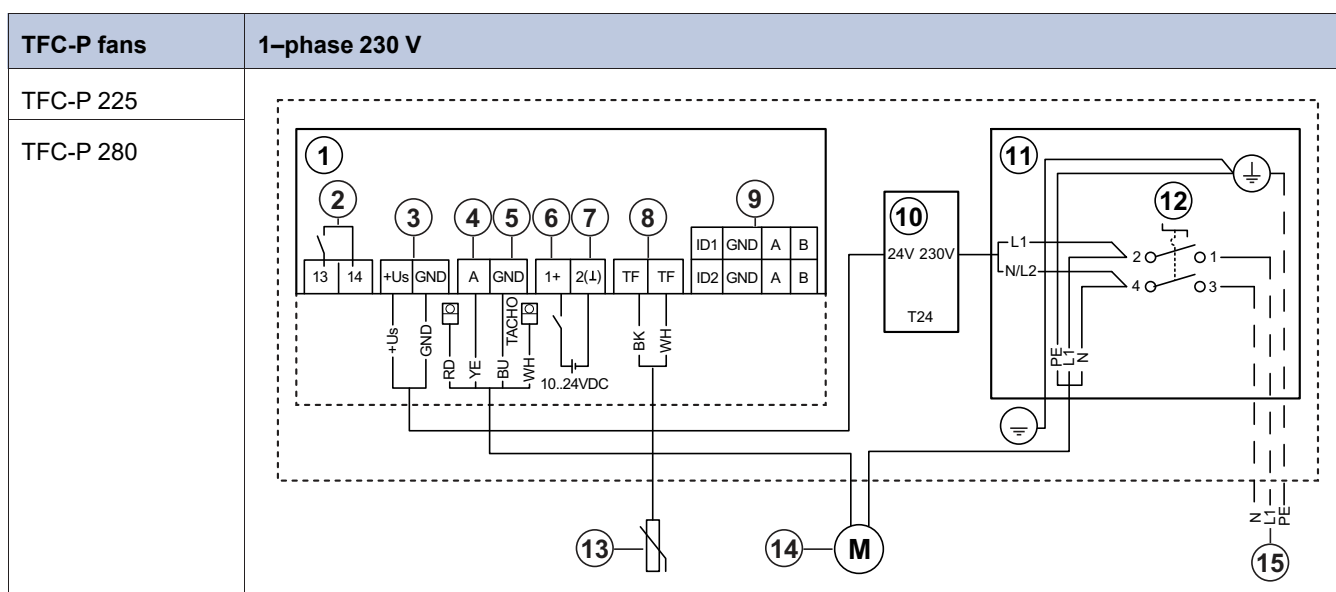 TFC-P fans
1–phase 230 V
TFC-P 225
TFC-P 280
1
11
2
12
3
4
5
6
7
8
9
10
ID1 GND A B
13 14
+Us GND
A GND
1+ 2(⊥)
TF TF
ID2 GND A B
24V 230V
T24
L1
N/L2
2 1
4 3
+Us
GND
RD
YE
BU
TACHO
WH
10..24VDC
BK
WH
PE
L1
N
N
L1
PE
13
14
M
15